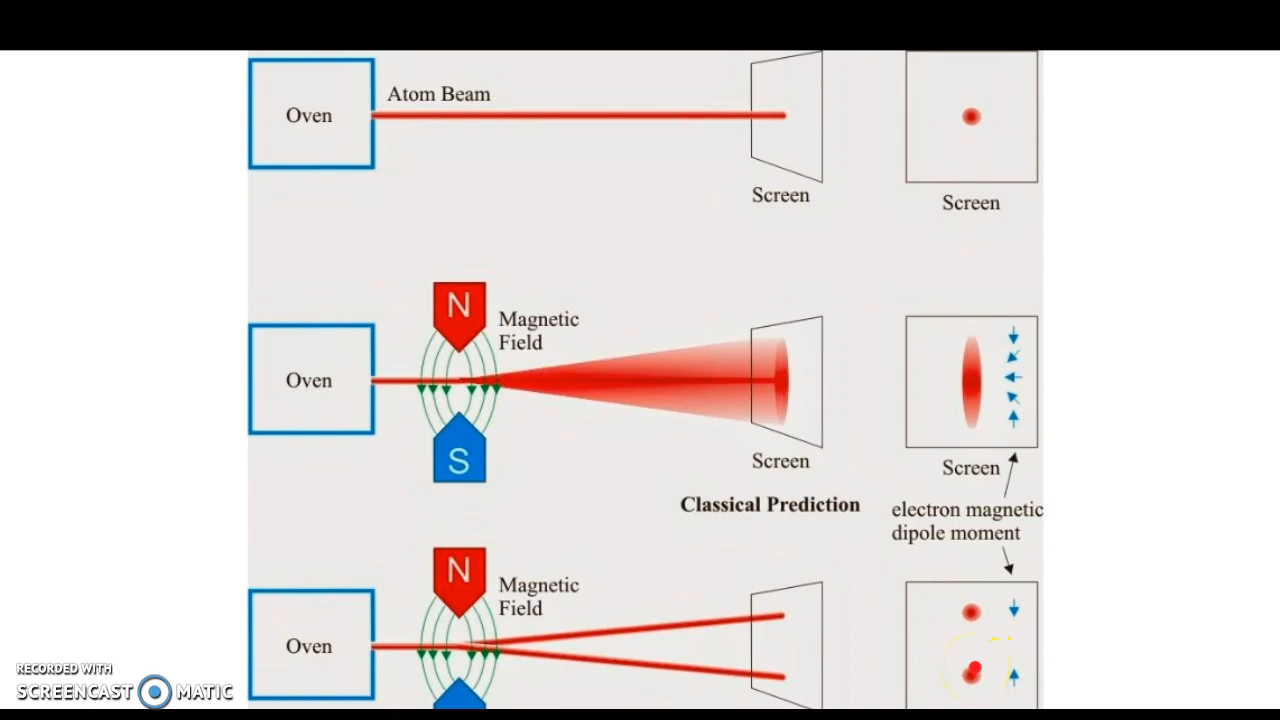 Oven
Atom Beam
Screen
Screen
N
Magnetic
Field
Oven
S
Screen
Screen
Classical Prediction
electron magnetic
dipole moment
N
Magnetic
Field
Oven
RECORDED WITH
SCREENCAST MATIC